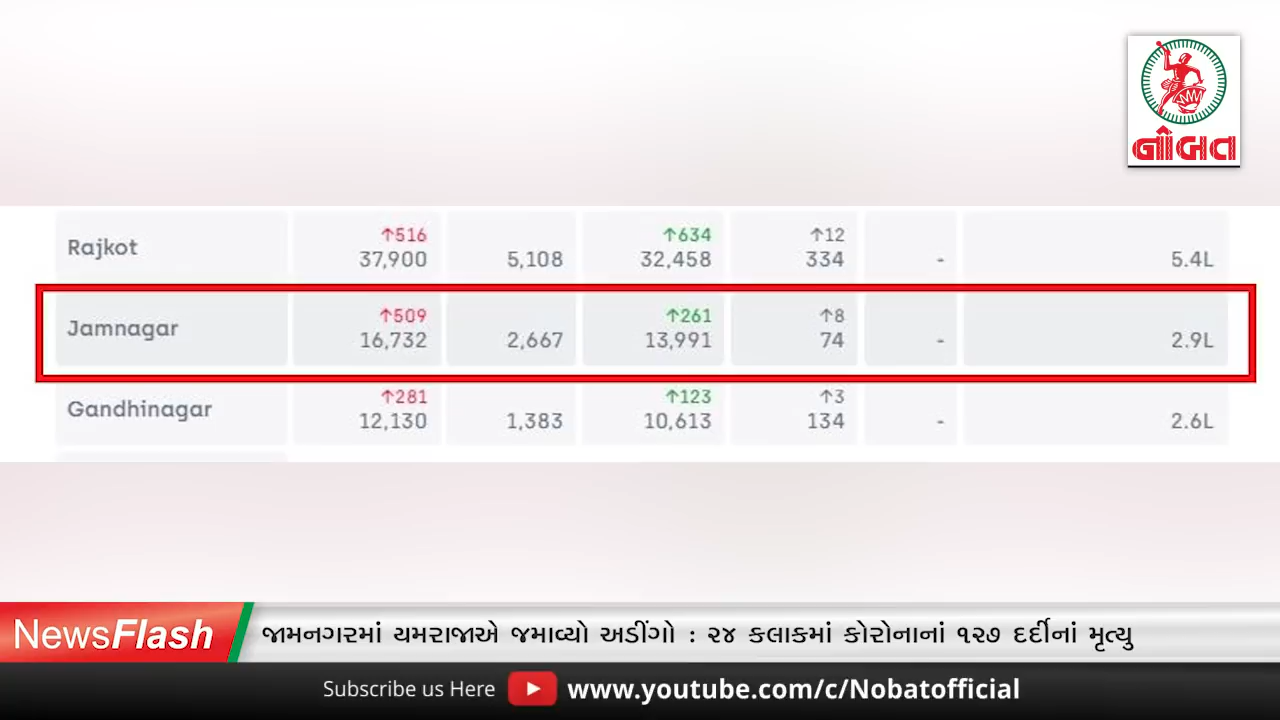 નોબત
↑516 ↑634 ↑12
Rajkot 37,900 5,108 32,458 334 - 5.4L
↑509 ↑261 ↑8
Jamnagar 16,732 2,667 13,991 74 - 2.9L
↑281 ↑123 ↑3
Gandhinagar 12,130 1,383 10,613 134 - 2.6L
NewsFlash જામનગરમાં યમરાજાએ જમાવ્યો અડીંગો : ૨૪ કલાકમાં કોરોનાનાં ૧૨૭ દર્દીનાં મૃત્યુ
Subscribe us Here www.youtube.com/c/Nobatofficial